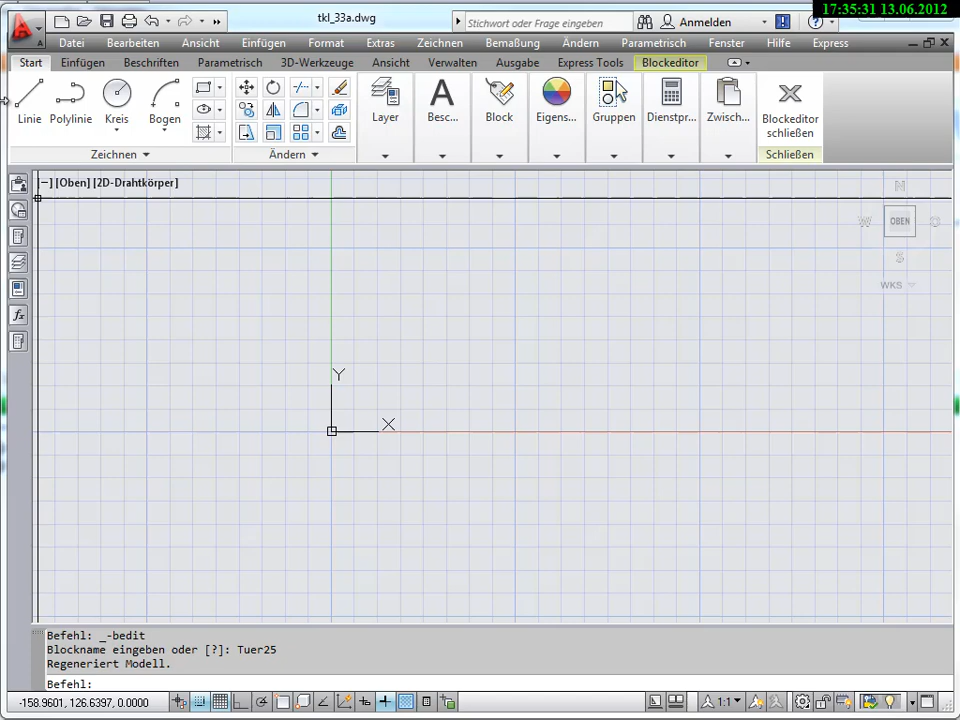 17:35:31 13.06.2012
tkl_33a.dwg
Stichwort oder Frage eingeben
Anmelden
Datei Bearbeiten Ansicht Einfügen Format Extras Zeichnen Bemaßung Ändern Parametrisch Fenster Hilfe Express
Start Einfügen Beschriften Parametrisch 3D-Werkzeuge Ansicht Verwalten Ausgabe Express Tools Blockeditor
Linie Polylinie Kreis Bogen Layer Besc... Block Eigens... Gruppen Dienstpr... Zwisch... Blockeditor schließen
Zeichnen Ändern Schließen
[−] [Oben] [2D-Drahtkörper]
N
W OBEN O
S
WKS
Y
X
Befehl: _-bedit
Blockname eingeben oder [?]: Tuer25
Regeneriert Modell.
Befehl:
-158.9601, 126.6397, 0.0000
1:1